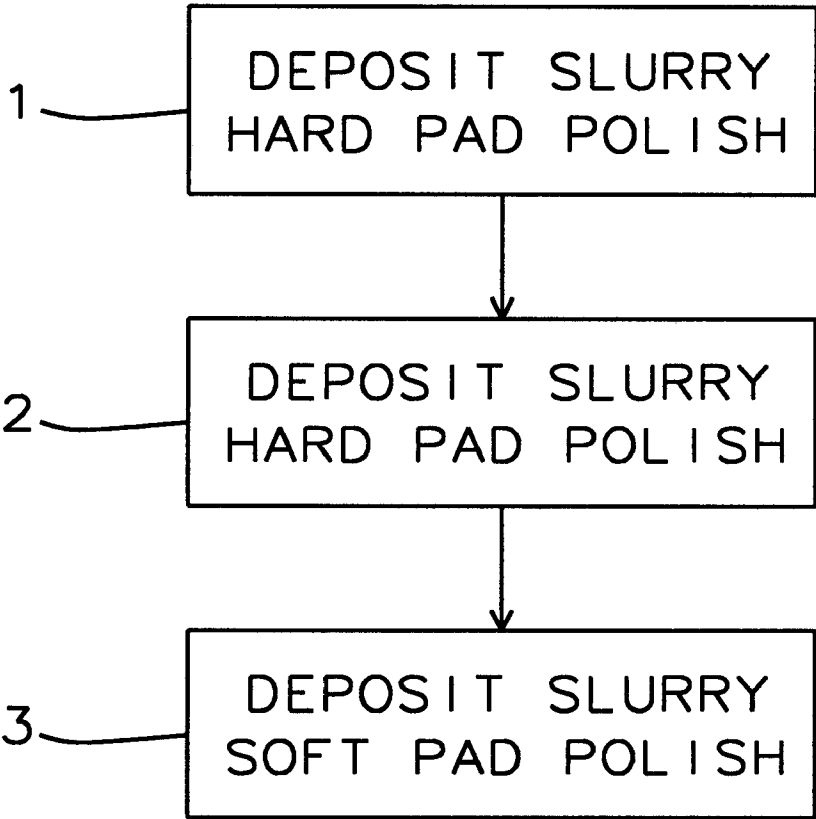 1
DEPOSIT SLURRY
HARD PAD POLISH
2
DEPOSIT SLURRY
HARD PAD POLISH
3
DEPOSIT SLURRY
SOFT PAD POLISH